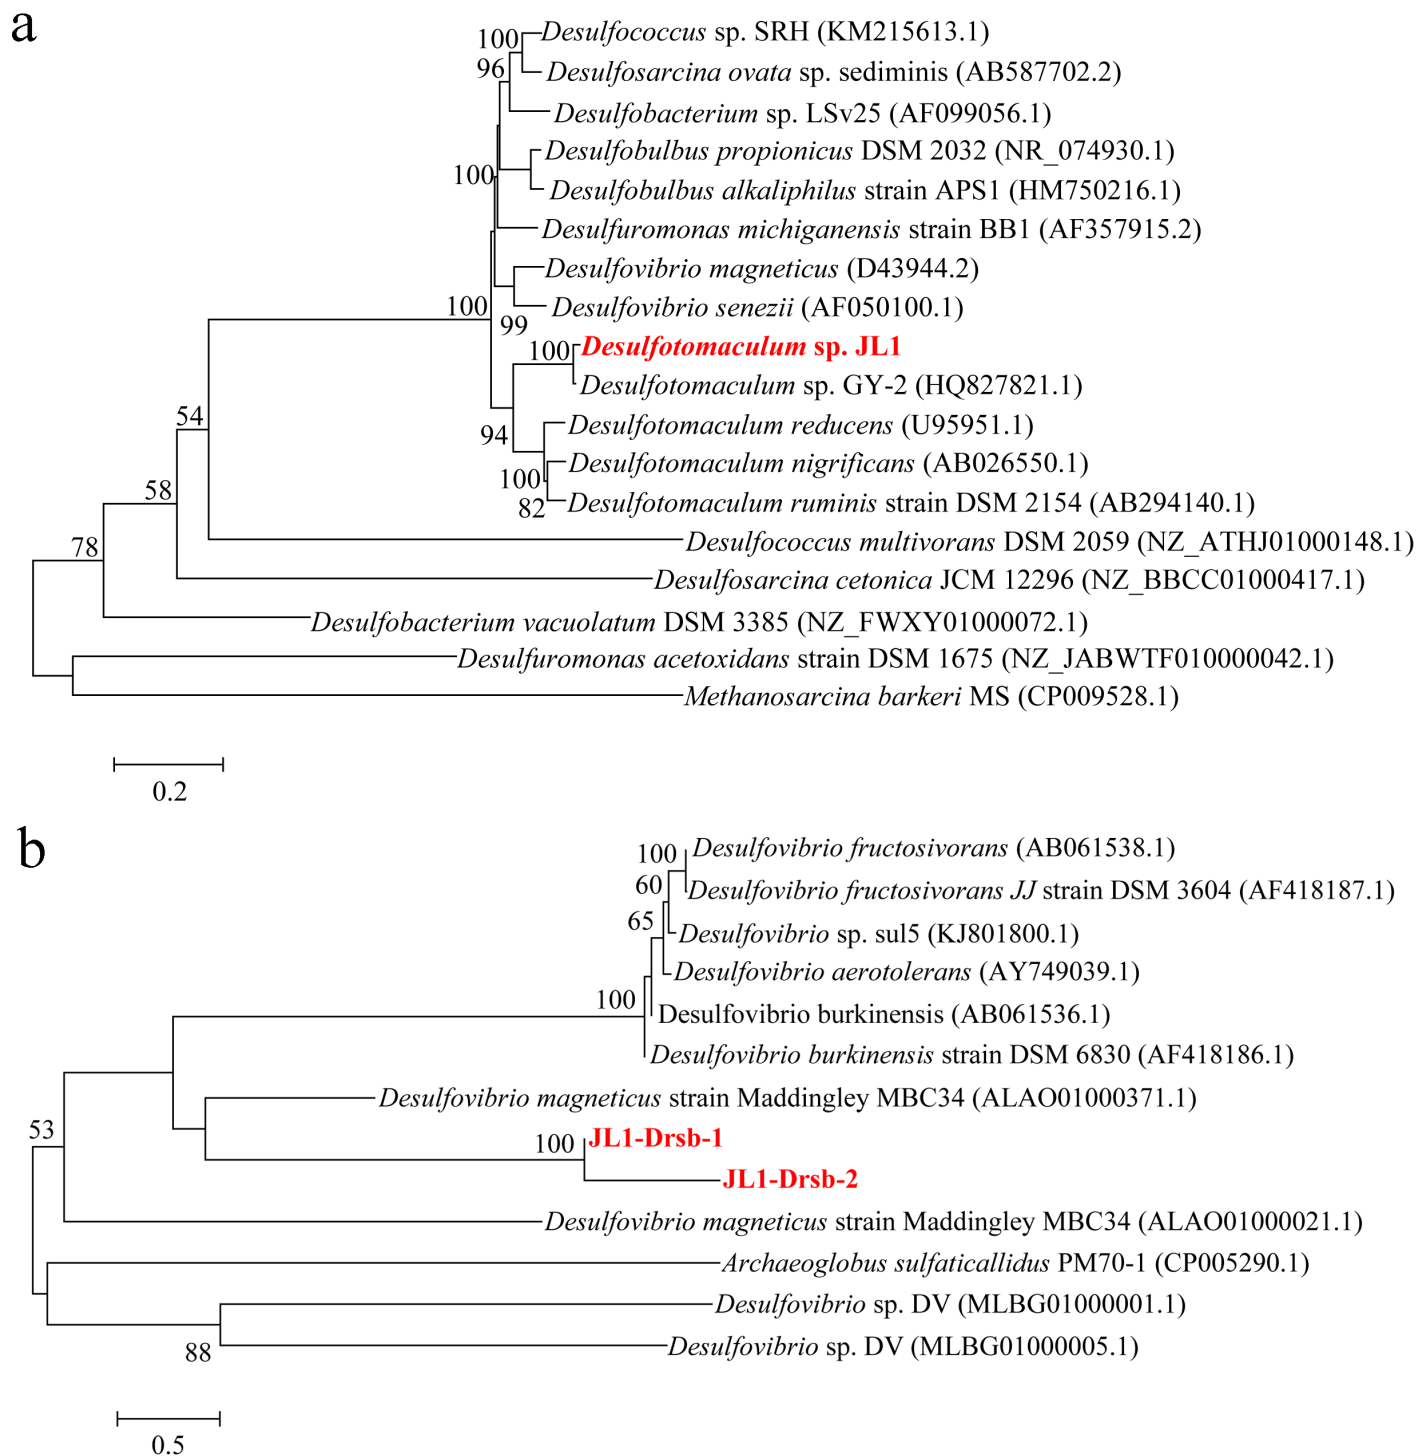 a
Desulfococcus sp. SRH (KM215613.1)
100
96
Desulfosarcina ovata sp. sediminis (AB587702.2)
Desulfobacterium sp. LSv25 (AF099056.1)
Desulfobulbus propionicus DSM 2032 (NR_074930.1)
100
Desulfobulbus alkaliphilus strain APS1 (HM750216.1)
Desulfuromonas michiganensis strain BB1 (AF357915.2)
Desulfovibrio magneticus (D43944.2)
100
Desulfovibrio senezii (AF050100.1)
99
100
Desulfotomaculum sp. JL1
Desulfotomaculum sp. GY-2 (HQ827821.1)
54
Desulfotomaculum reducens (U95951.1)
94
Desulfotomaculum nigrificans (AB026550.1)
100
58
Desulfotomaculum ruminis strain DSM 2154 (AB294140.1)
82
78
Desulfococcus multivorans DSM 2059 (NZ_ATHJ01000148.1)
Desulfosarcina cetonica JCM 12296 (NZ_BBCC01000417.1)
Desulfobacterium vacuolatum DSM 3385 (NZ_FWXY01000072.1)
Desulfuromonas acetoxidans strain DSM 1675 (NZ_JABWTF010000042.1)
Methanosarcina barkeri MS (CP009528.1)
0.2
b
100
Desulfovibrio fructosivorans (AB061538.1)
60
Desulfovibrio fructosivorans JJ strain DSM 3604 (AF418187.1)
65
Desulfovibrio sp. sul5 (KJ801800.1)
Desulfovibrio aerotolerans (AY749039.1)
100
Desulfovibrio burkinensis (AB061536.1)
Desulfovibrio burkinensis strain DSM 6830 (AF418186.1)
Desulfovibrio magneticus strain Maddingley MBC34 (ALAO01000371.1)
53
100
JL1-Drsb-1
JL1-Drsb-2
Desulfovibrio magneticus strain Maddingley MBC34 (ALAO01000021.1)
Archaeoglobus sulfaticallidus PM70-1 (CP005290.1)
Desulfovibrio sp. DV (MLBG01000001.1)
88
Desulfovibrio sp. DV (MLBG01000005.1)
0.5